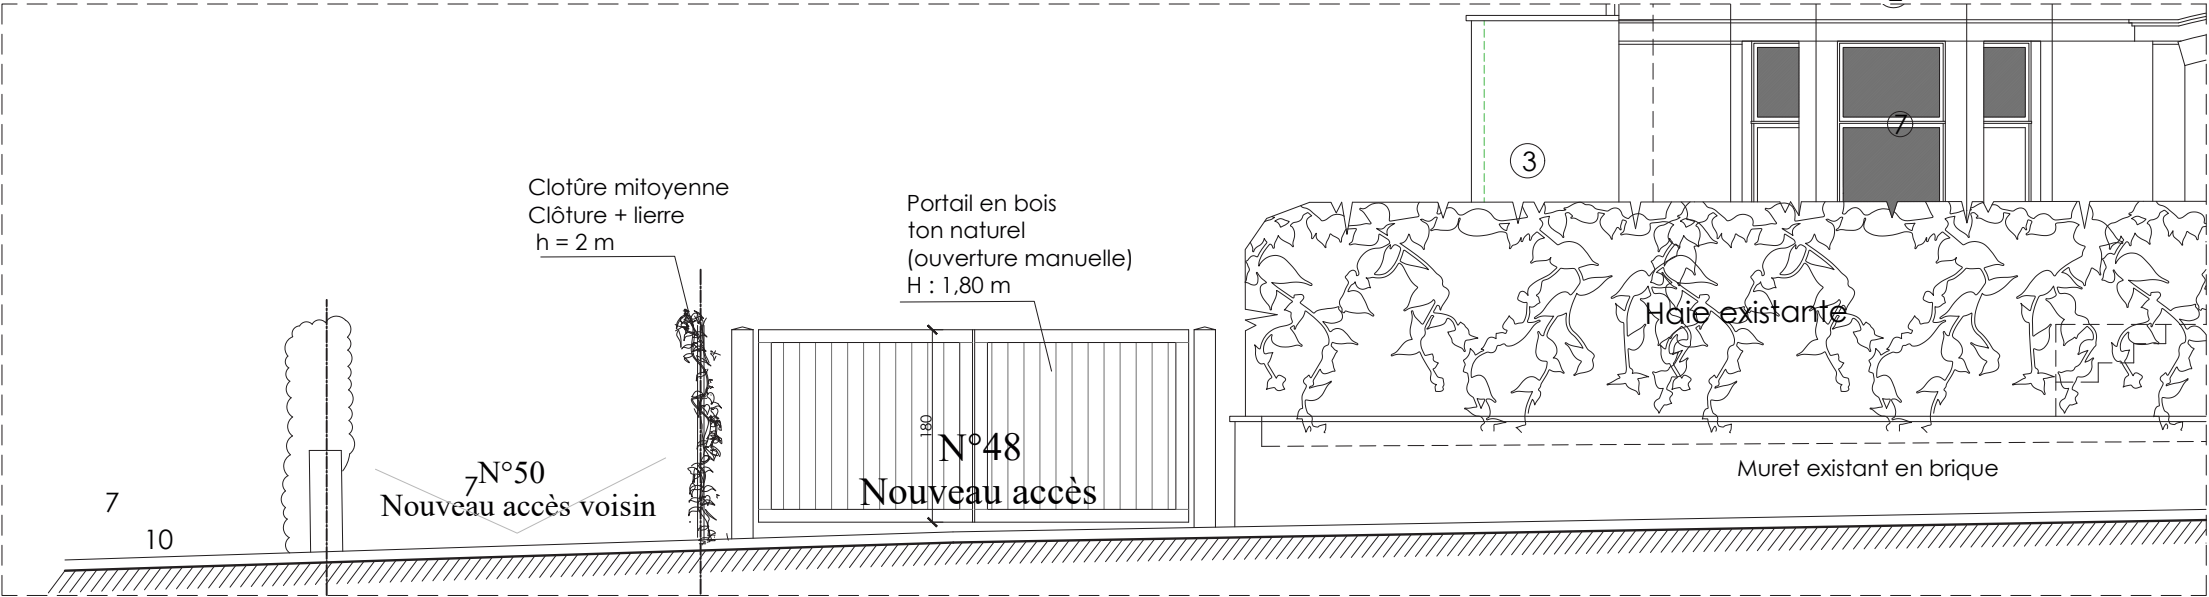 Clotûre mitoyenne
Clôture + lierre
h = 2 m
Portail en bois
ton naturel
(ouverture manuelle)
H : 1,80 m
3
7
Haie existante
180
N°48
Nouveau accès
N°50
7
Nouveau accès voisin
Muret existant en brique
7
10